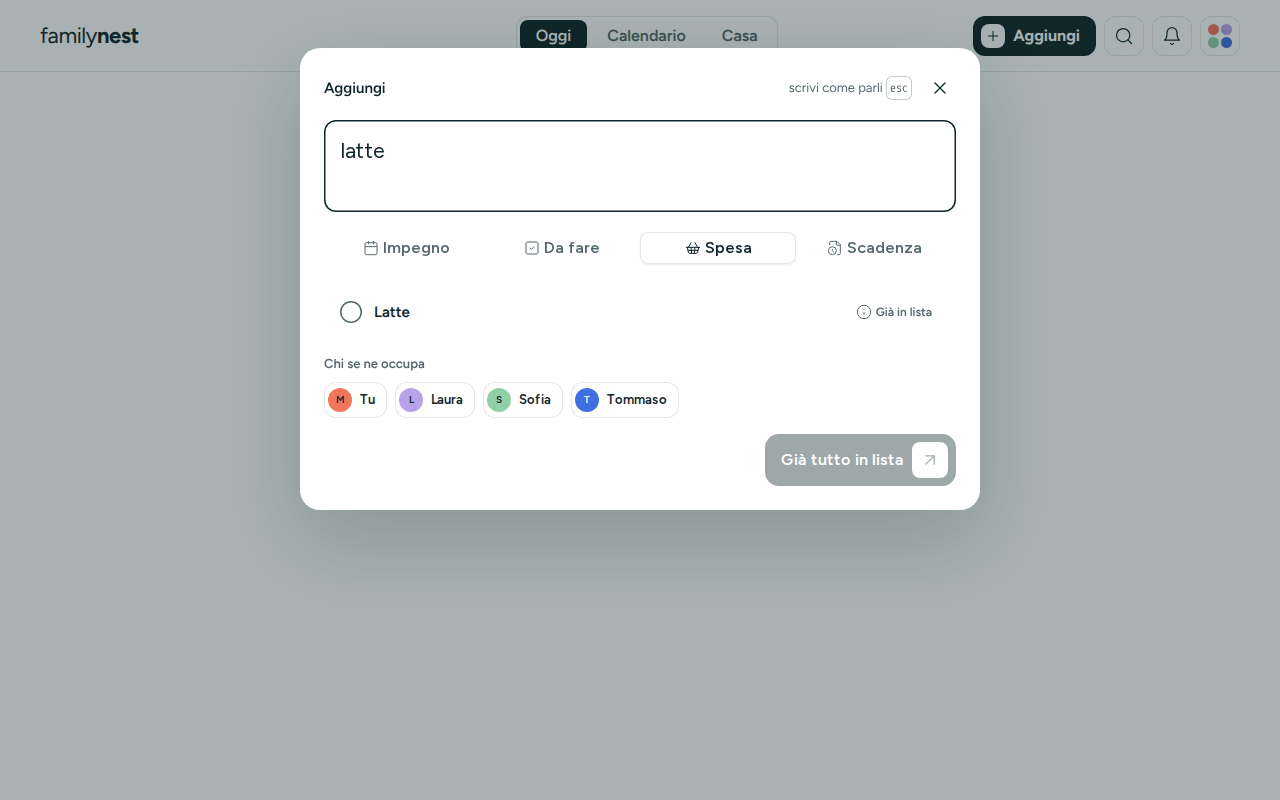 familynest
Oggi Calendario Casa
Aggiungi
Aggiungi
scrivi come parli esc
latte
Impegno Da fare Spesa Scadenza
Latte Già in lista
Chi se ne occupa
M Tu L Laura S Sofia T Tommaso
Già tutto in lista